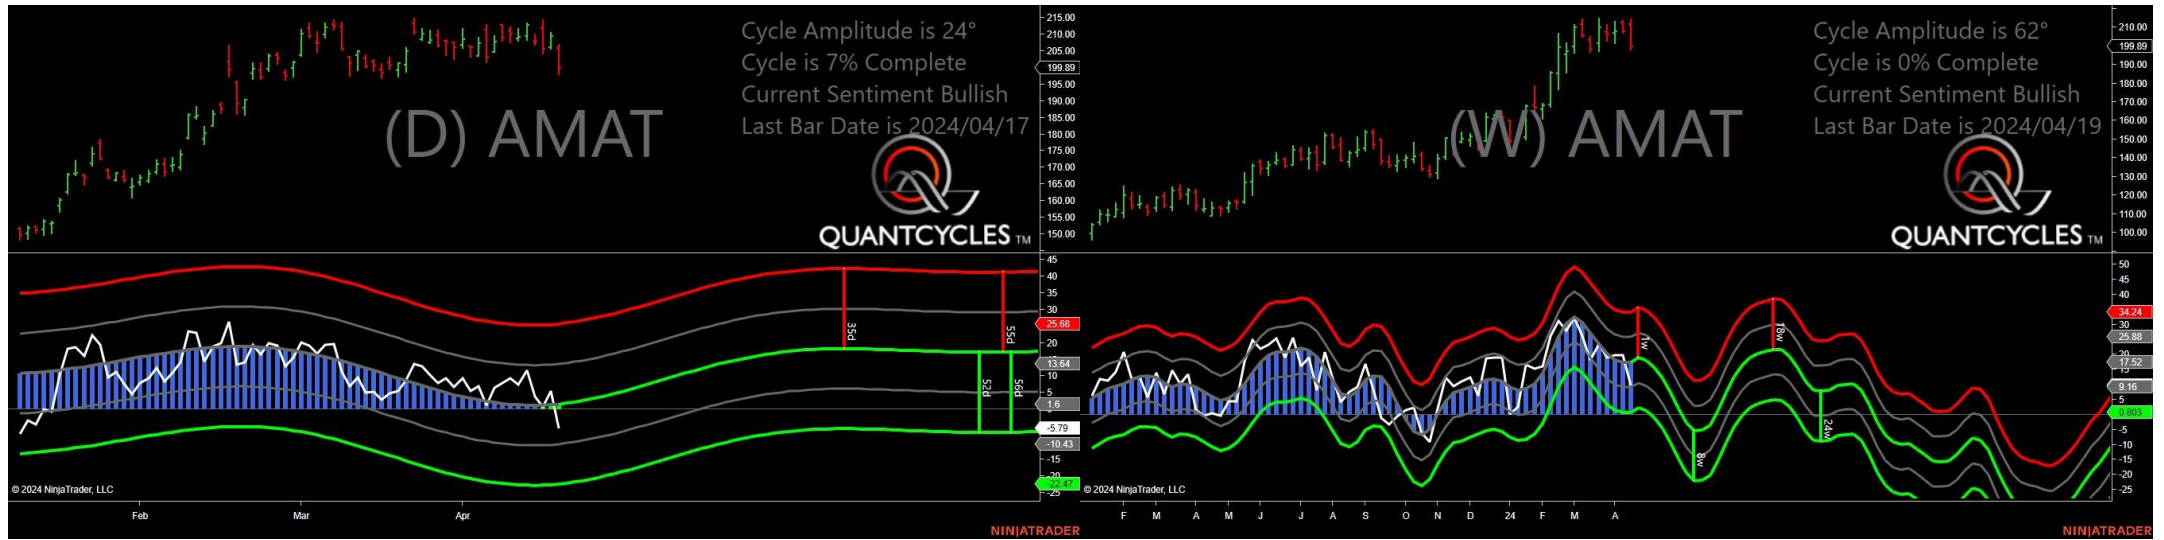 Cycle Amplitude is 24°
Cycle is 7% Complete
Current Sentiment Bullish
Last Bar Date is 2024/04/17
(D) AMAT
QUANTCYCLES TM
215.00
210.00
205.00
199.89
195.00
190.00
185.00
180.00
175.00
170.00
165.00
160.00
155.00
150.00
45
40
35
30
25.68
20
13.64
10
5
1.6
-5.79
-10.43
-15
-20
-22.47
-25
35d
55d
52d
56d
© 2024 NinjaTrader, LLC
Feb Mar Apr
NINJATRADER
Cycle Amplitude is 62°
Cycle is 0% Complete
Current Sentiment Bullish
Last Bar Date is 2024/04/19
(W) AMAT
QUANTCYCLES TM
210.00
199.89
190.00
180.00
170.00
160.00
150.00
140.00
130.00
120.00
110.00
100.00
50
45
40
34.24
30
25.88
20
17.52
15
9.16
5
0.803
-5
-10
-15
-20
-25
1w
18w
8w
24w
© 2024 NinjaTrader, LLC
F M A M J J A S O N D 24 F M A
NINJATRADER